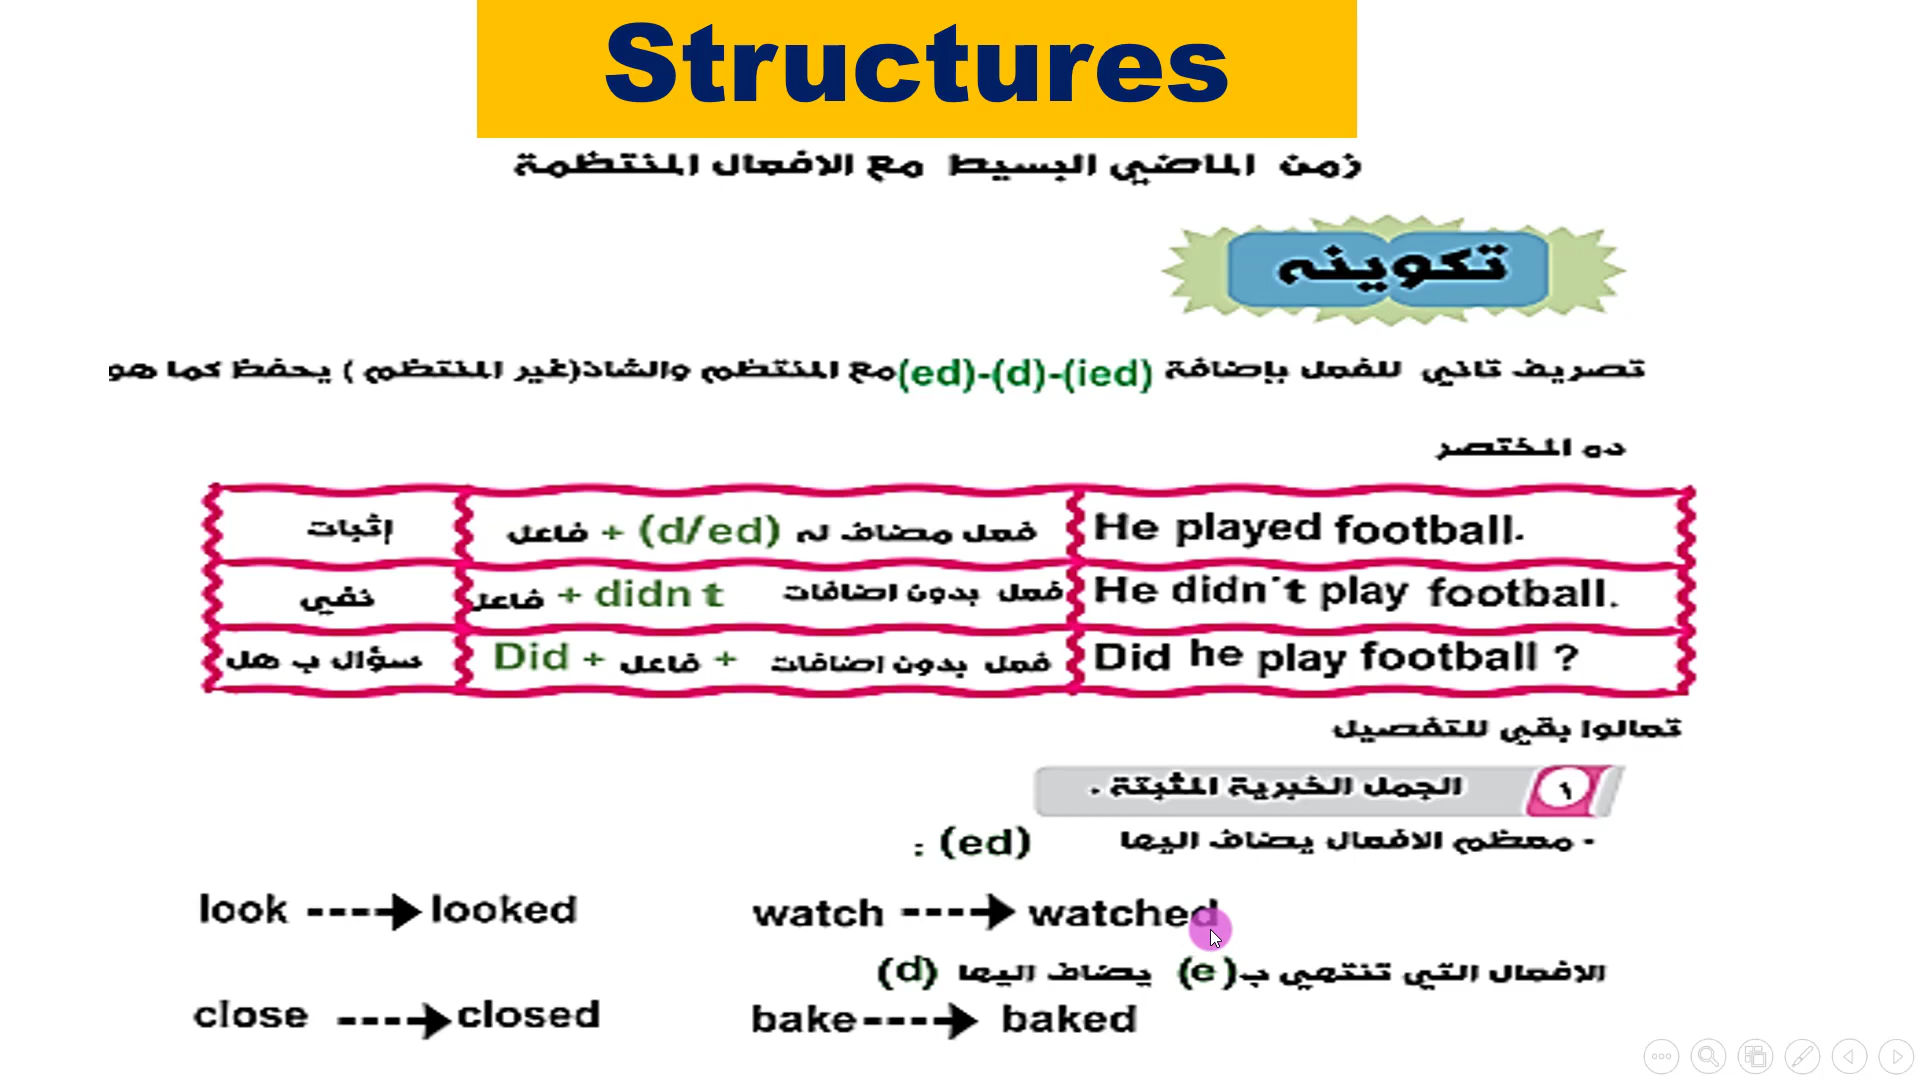 Structures
زمن الماضي البسيط مع الافعال المنتظمة
تكوينه
تصريف تاني للفعل بإضافة (ed)-(d)-(ied) مع المنتظم والشاذ(غير المنتظم ) يحفظ كما هو
ده المختصر
إثبات فاعل + (d/ed) فعل مضاف له He played football.
نفي فاعل + didn t فعل بدون اضافات He didn't play football.
سؤال ب هل Did + فاعل + فعل بدون اضافات Did he play football ?
تعالوا بقي للتفصيل
١ الجمل الخبرية المثبتة .
- معظم الافعال يضاف اليها (ed) :
look ----> looked watch ----> watched
الافعال التي تنتهي ب(e) يضاف اليها (d)
close ----> closed bake----> baked